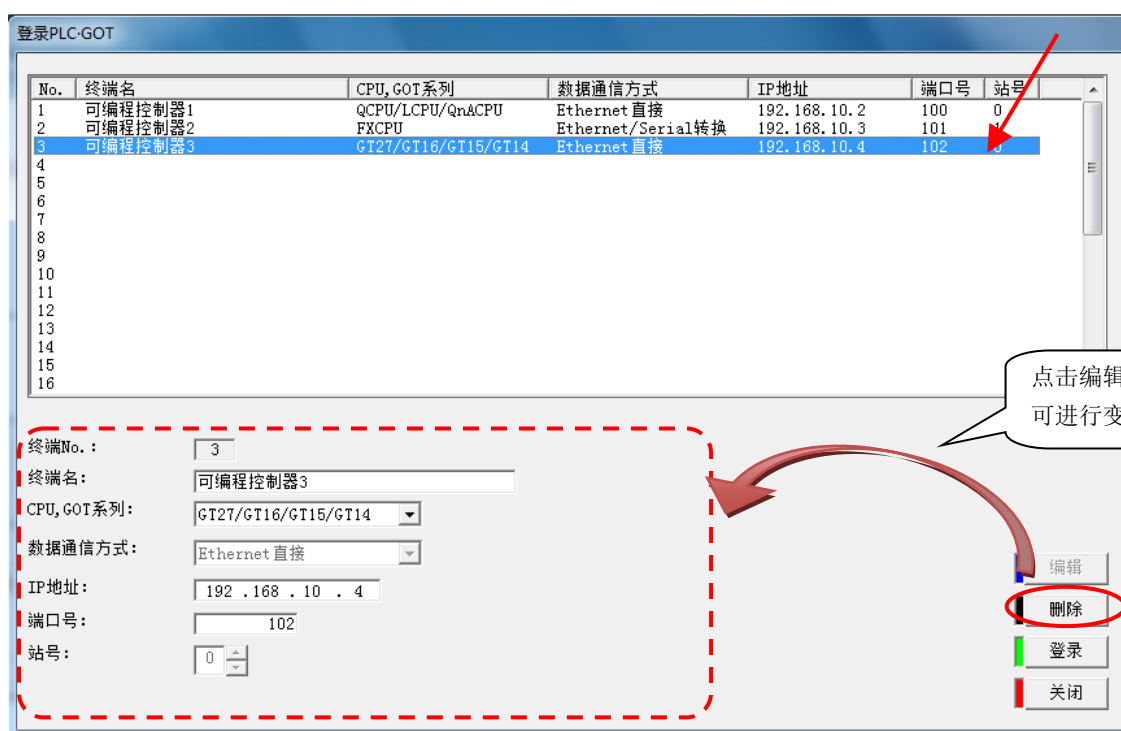 登录PLC·GOT
No. 终端名 CPU,GOT系列 数据通信方式 IP地址 端口号 站号
1 可编程控制器1 QCPU/LCPU/QnACPU Ethernet直接 192.168.10.2 100 0
2 可编程控制器2 FXCPU Ethernet/Serial转换 192.168.10.3 101 1
3 可编程控制器3 GT27/GT16/GT15/GT14 Ethernet直接 192.168.10.4 102 0
4
5
6
7
8
9
10
11
12
13
14
15
16
点击编辑
可进行变
终端No.: 3
终端名: 可编程控制器3
CPU,GOT系列: GT27/GT16/GT15/GT14
数据通信方式: Ethernet直接
IP地址: 192 .168 . 10 . 4
端口号: 102
站号: 0
编辑
删除
登录
关闭